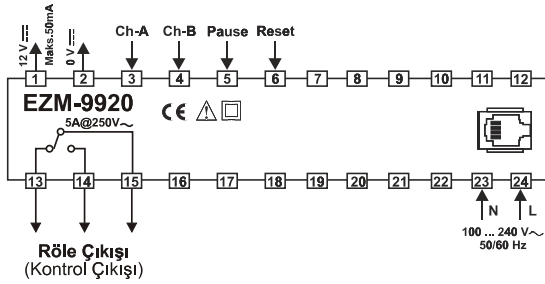 12 V
Maks.50mA
0 V
Ch-A
Ch-B
Pause
Reset
1 2 3 4 5 6 7 8 9 10 11 12
EZM-9920
5A@250V~
CE
13 14 15 16 17 18 19 20 21 22 23 24
N
L
Röle Çıkışı
(Kontrol Çıkışı)
100 ... 240 V~
50/60 Hz